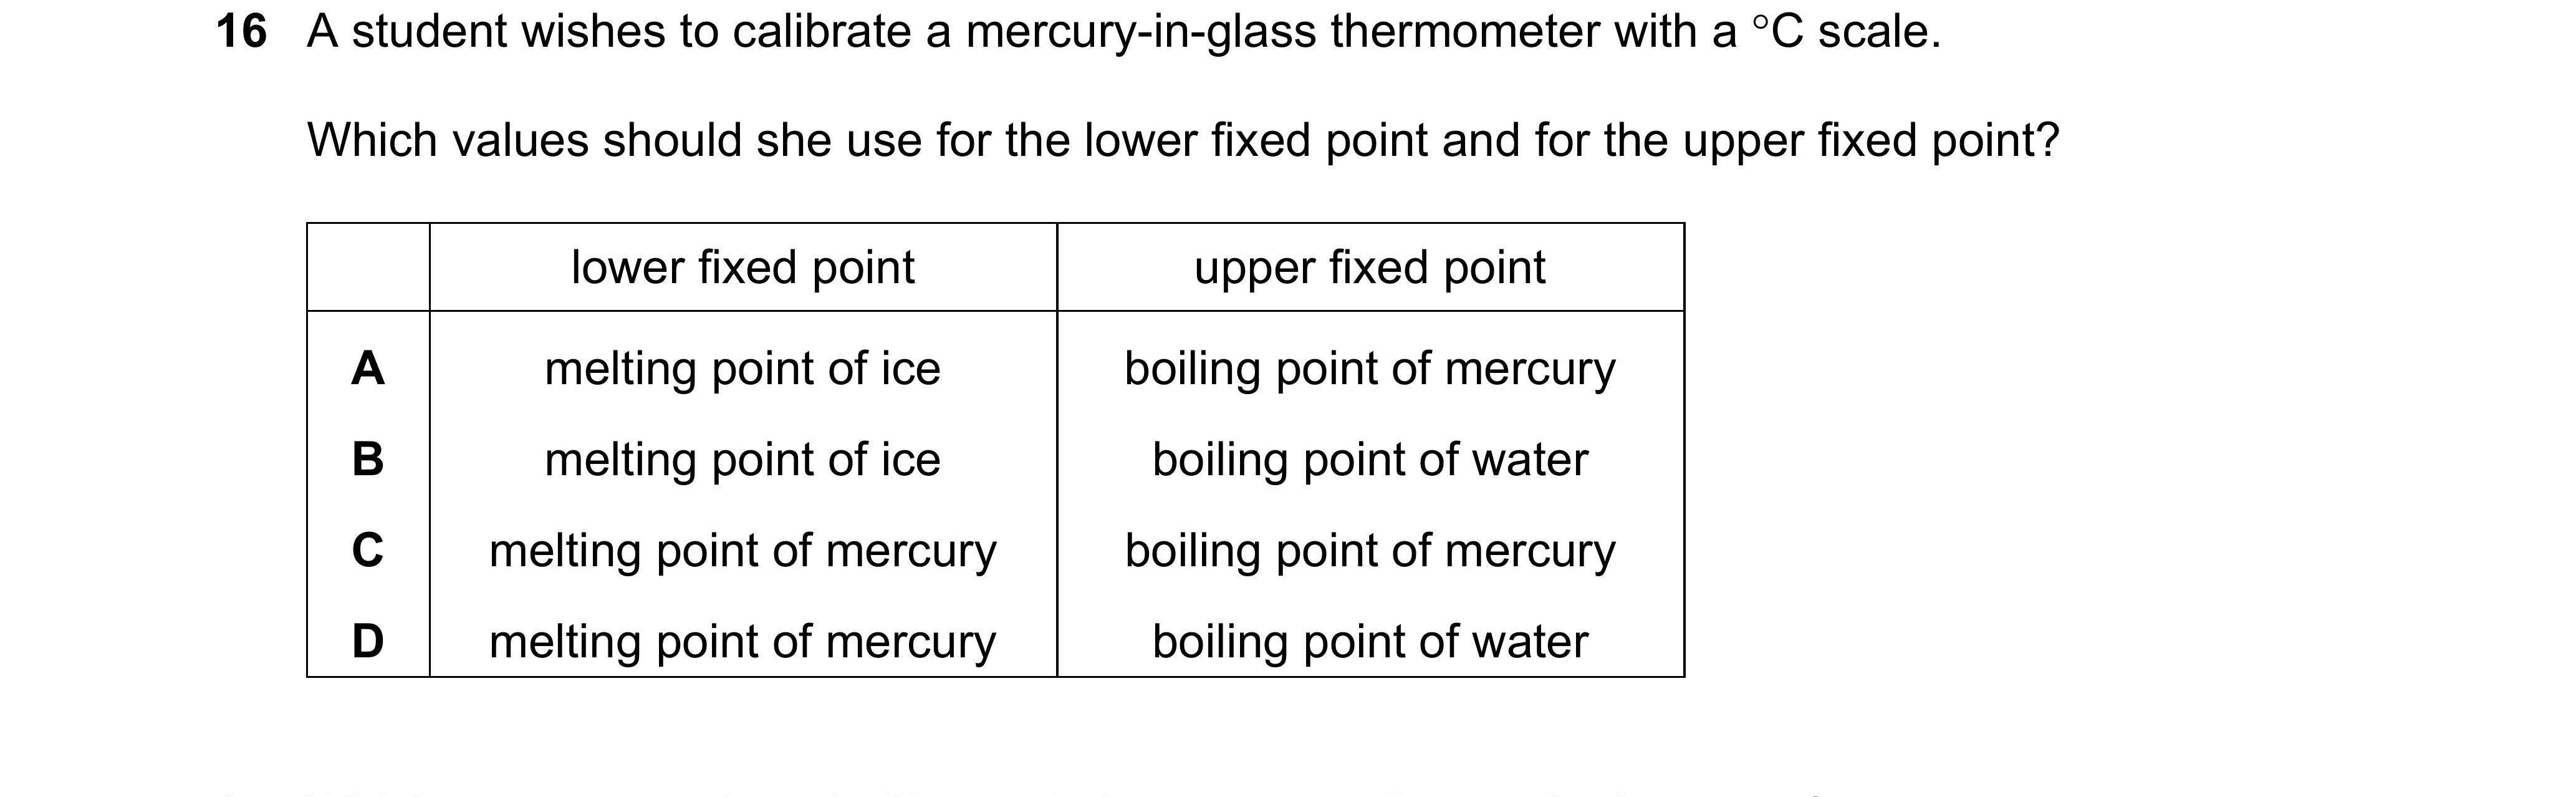 16 A student wishes to calibrate a mercury-in-glass thermometer with a °C scale.
Which values should she use for the lower fixed point and for the upper fixed point?
lower fixed point upper fixed point
A melting point of ice boiling point of mercury
B melting point of ice boiling point of water
C melting point of mercury boiling point of mercury
D melting point of mercury boiling point of water